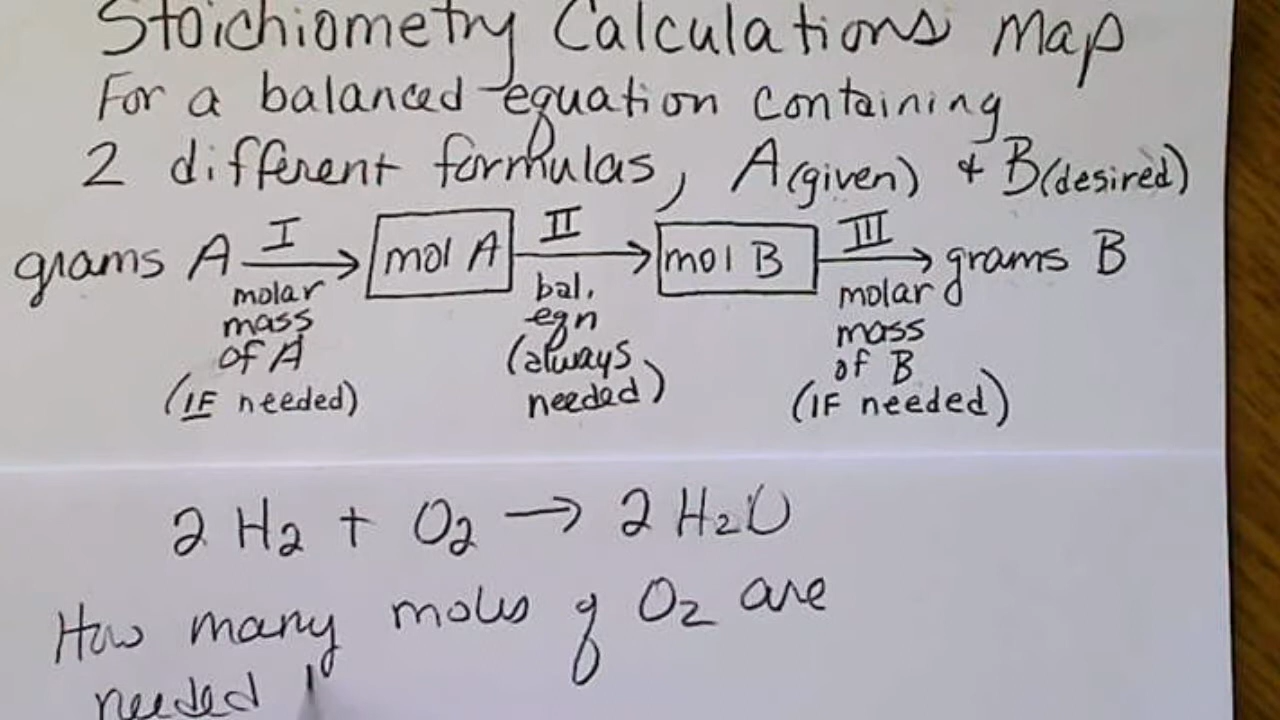 Stoichiometry Calculations Map
For a balanced equation containing
2 different formulas, A(given) & B(desired)
grams A I → mol A II → mol B III → grams B
molar mass of A (IF needed)
bal. eqn (always needed)
molar mass of B (IF needed)
2 H₂ + O₂ → 2 H₂O
How many moles of O₂ are
needed